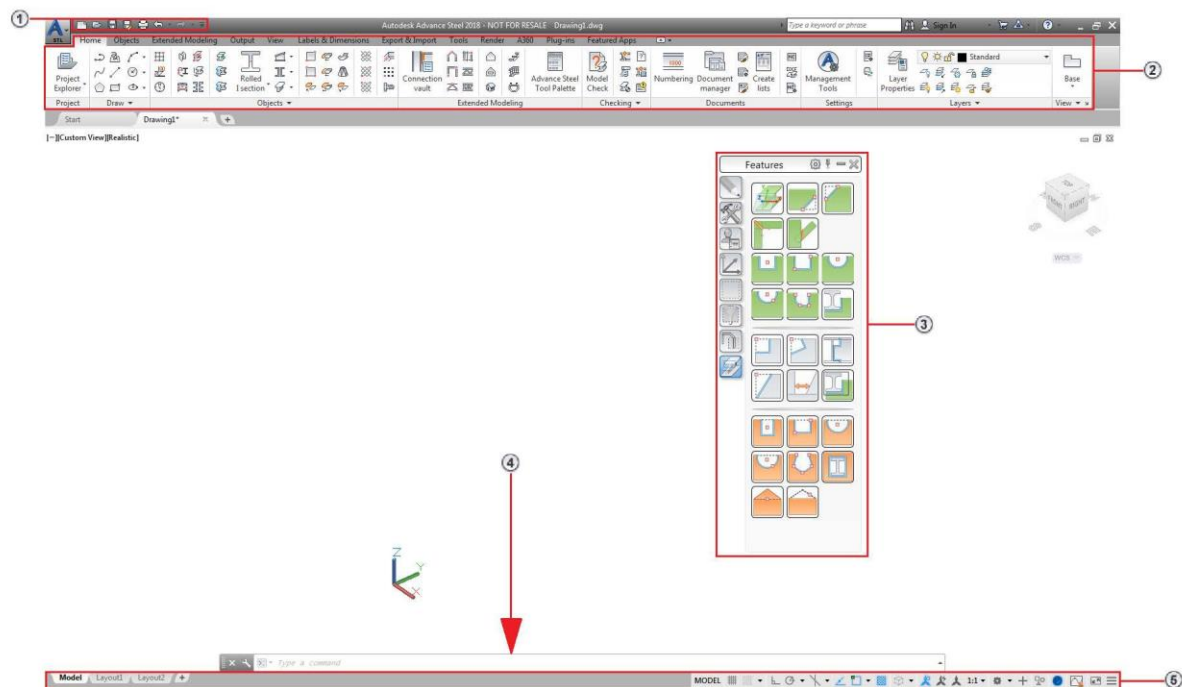 1
Autodesk Advance Steel 2018 - NOT FOR RESALE Drawing1.dwg
Type a keyword or phrase
Sign In
STL
Home Objects Extended Modeling Output View Labels & Dimensions Export & Import Tools Render A360 Plug-ins Featured Apps
Standard
2
Project Explorer
Rolled I section
Connection vault
Advance Steel Tool Palette
Model Check
Numbering
Document manager
Create lists
Management Tools
Layer Properties
Base
Project Draw Objects Extended Modeling Checking Documents Settings Layers View
Start Drawing1*
[–][Custom View][Realistic]
Features
FRONT RIGHT
WCS
3
4
Z
Y
X
Type a command
Model Layout1 Layout2 +
MODEL 1:1
5